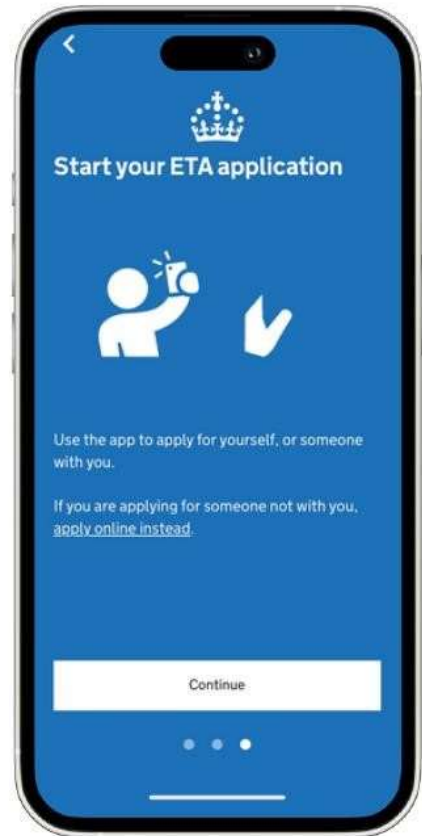 Start your ETA application
Use the app to apply for yourself, or someone
with you.
If you are applying for someone not with you,
apply online instead.
Continue